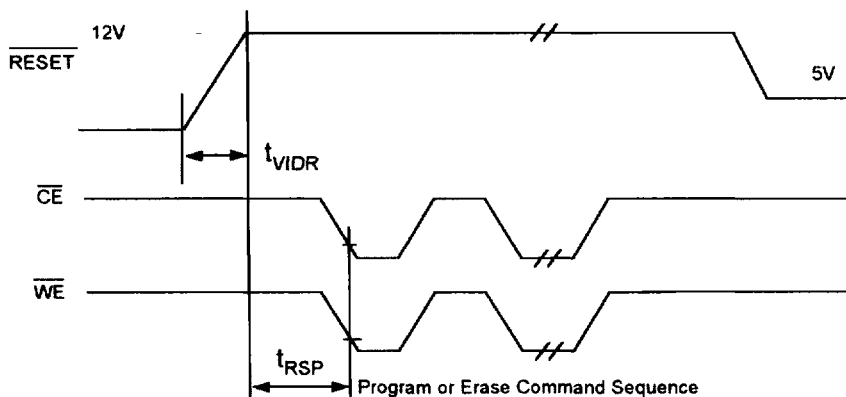 12V
RESET
5V
tVIDR
CE
WE
tRSP
Program or Erase Command Sequence